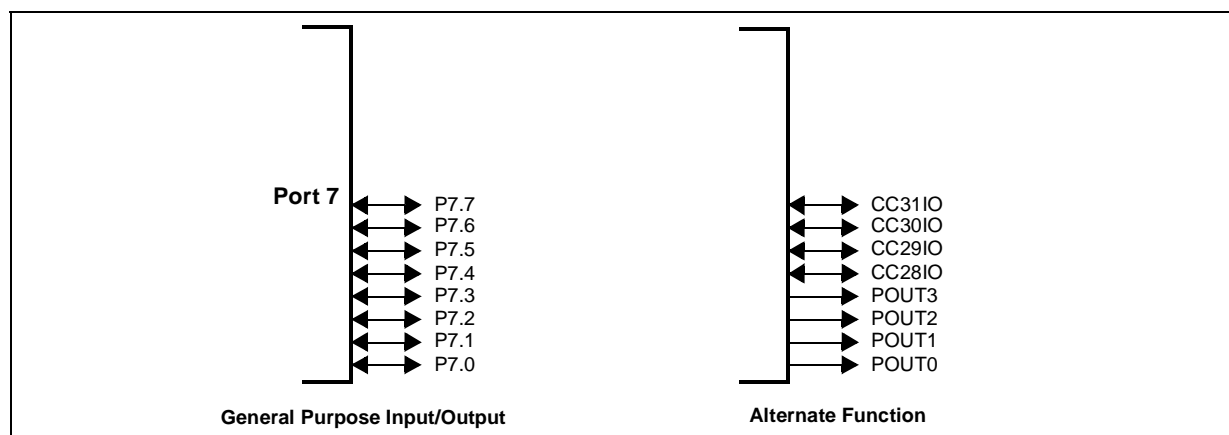 Port 7
P7.7
P7.6
P7.5
P7.4
P7.3
P7.2
P7.1
P7.0
General Purpose Input/Output
CC31IO
CC30IO
CC29IO
CC28IO
POUT3
POUT2
POUT1
POUT0
Alternate Function